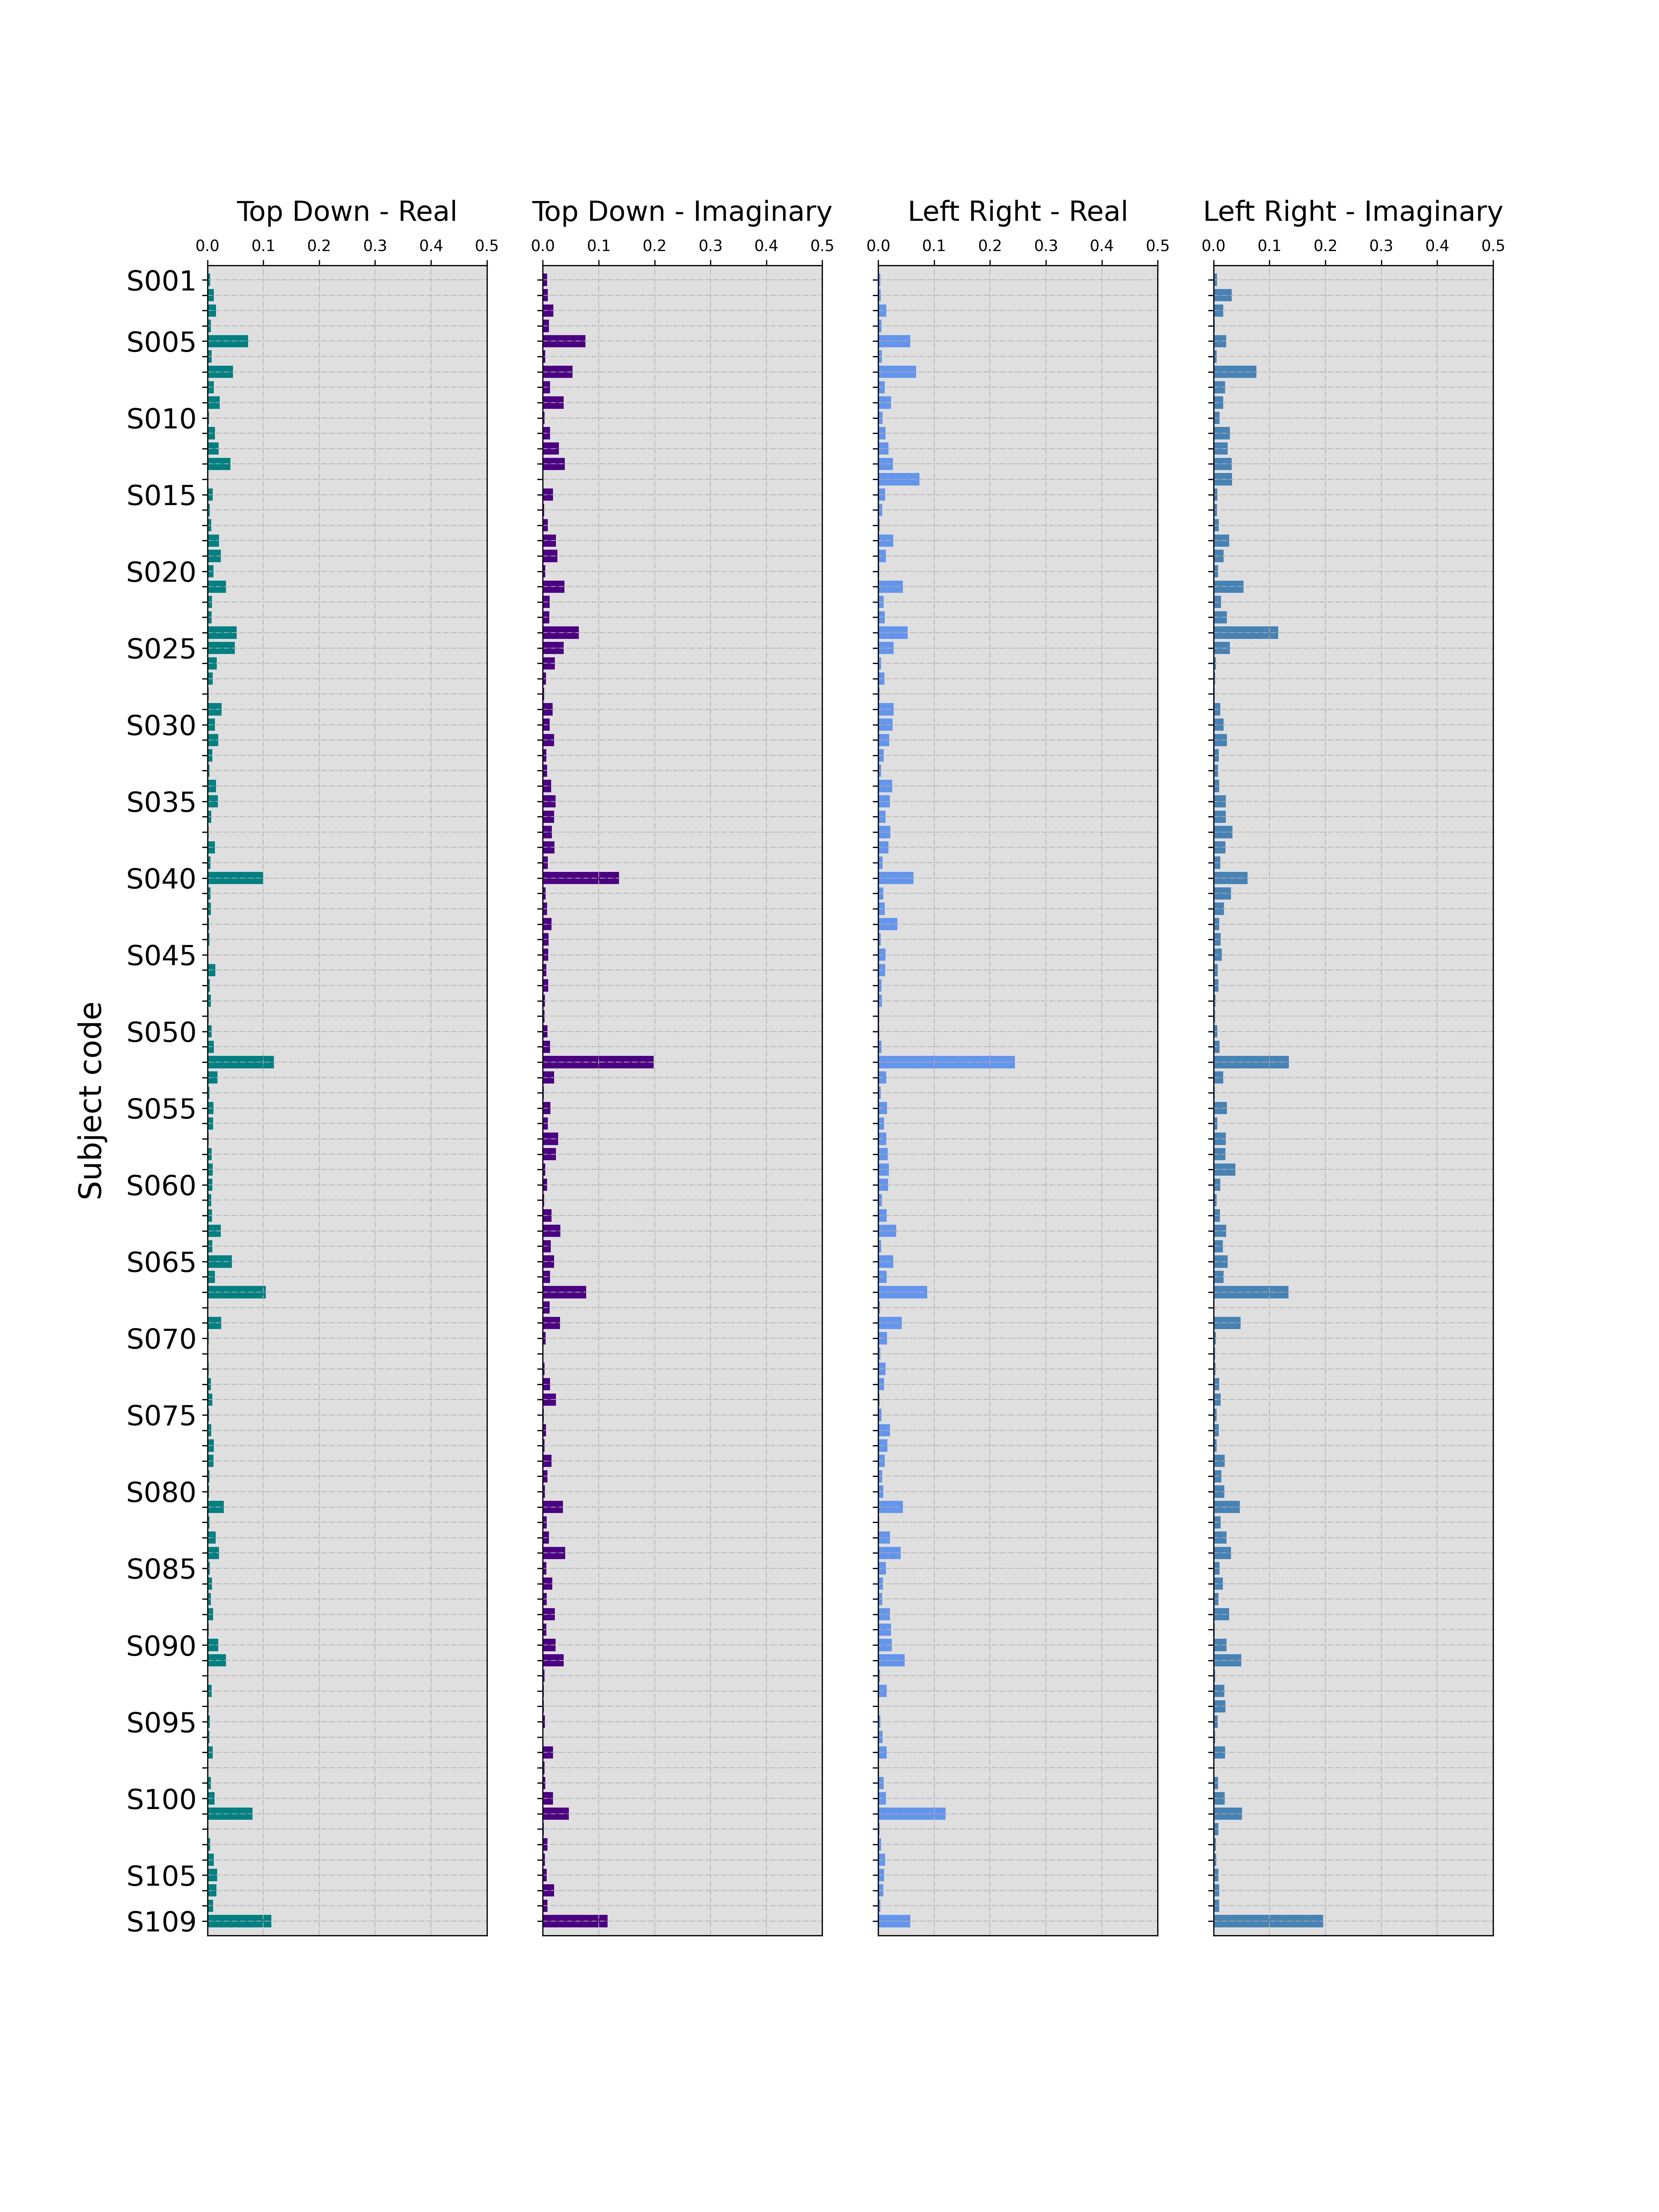 Top Down - Real Top Down - Imaginary Left Right - Real Left Right - Imaginary
0.0 0.1 0.2 0.3 0.4 0.5 0.0 0.1 0.2 0.3 0.4 0.5 0.0 0.1 0.2 0.3 0.4 0.5 0.0 0.1 0.2 0.3 0.4 0.5
S001
S005
S010
S015
S020
S025
S030
S035
S040
S045
S050
S055
S060
S065
S070
S075
S080
S085
S090
S095
S100
S105
S109
Subject code